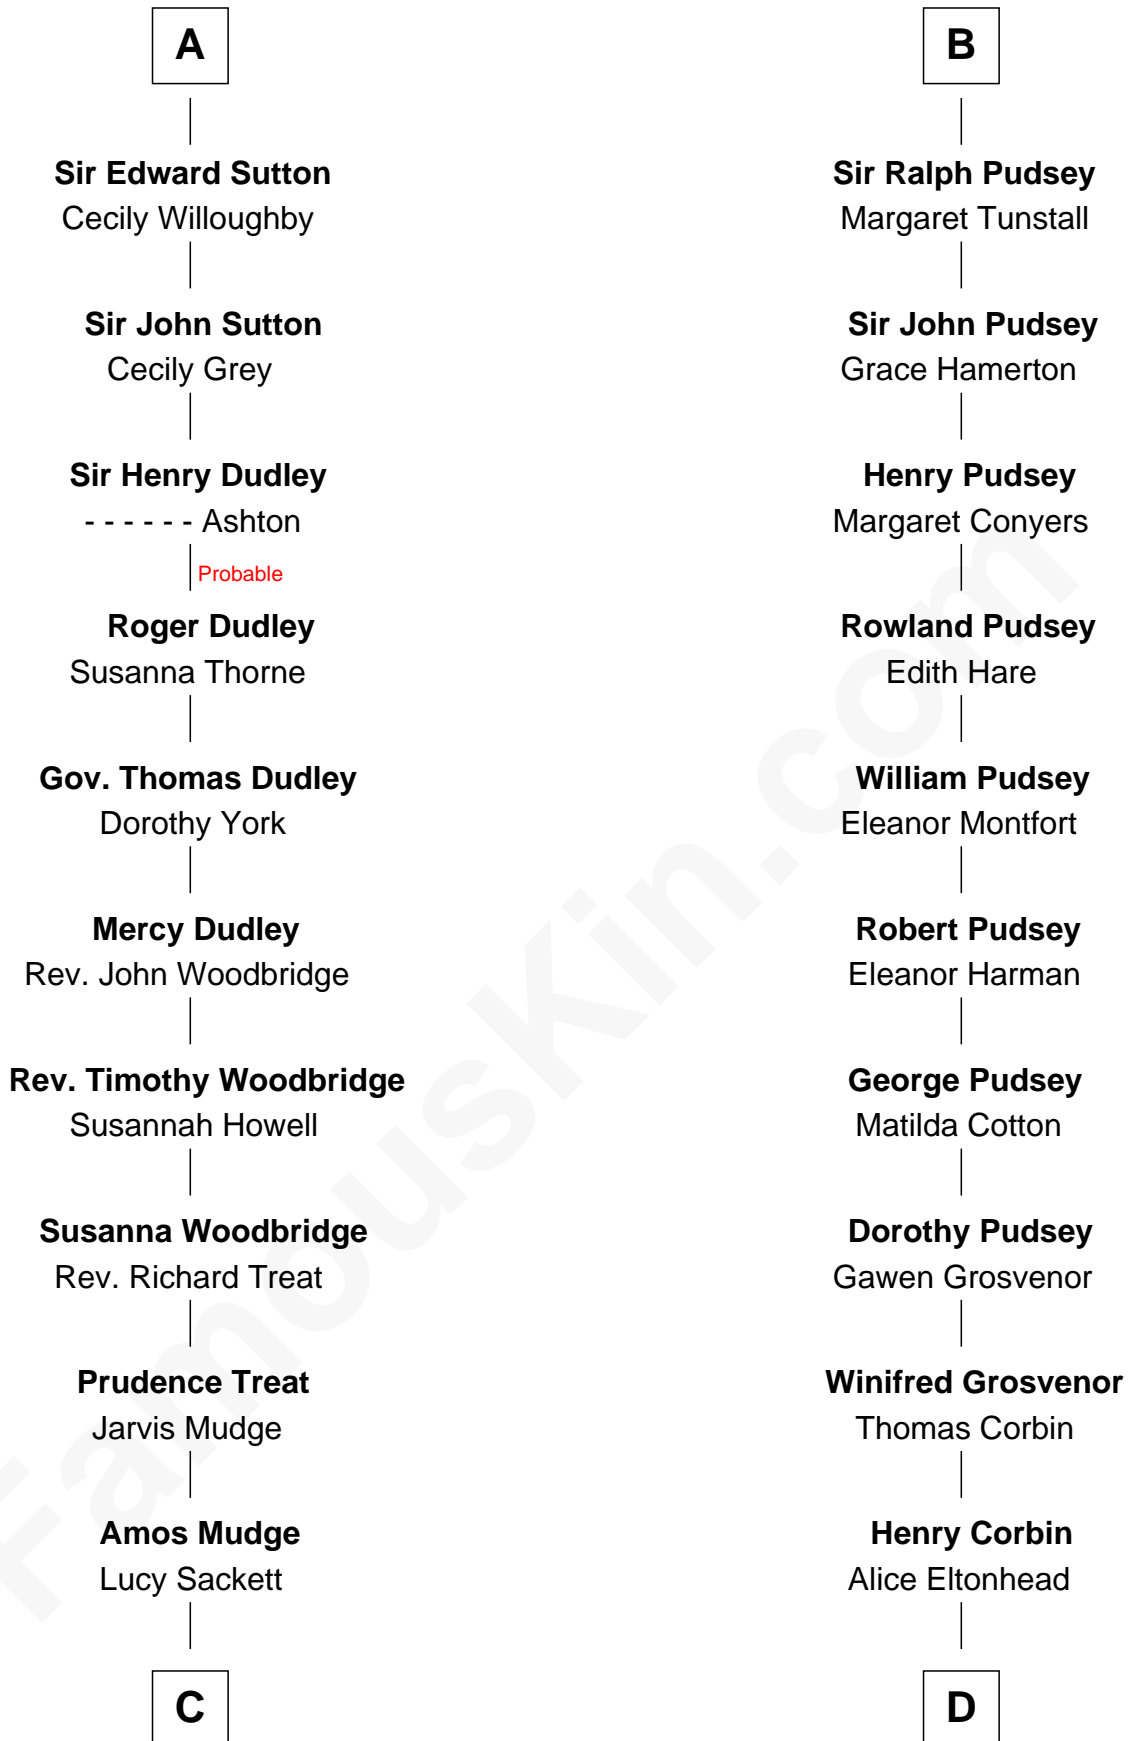 A
Sir Edward Sutton
Cecily Willoughby
Sir John Sutton
Cecily Grey
Sir Henry Dudley
- - - - - - Ashton
Probable
Roger Dudley
Susanna Thorne
Gov. Thomas Dudley
Dorothy York
Mercy Dudley
Rev. John Woodbridge
Rev. Timothy Woodbridge
Susannah Howell
Susanna Woodbridge
Rev. Richard Treat
Prudence Treat
Jarvis Mudge
Amos Mudge
Lucy Sackett
C
B
Sir Ralph Pudsey
Margaret Tunstall
Sir John Pudsey
Grace Hamerton
Henry Pudsey
Margaret Conyers
Rowland Pudsey
Edith Hare
William Pudsey
Eleanor Montfort
Robert Pudsey
Eleanor Harman
George Pudsey
Matilda Cotton
Dorothy Pudsey
Gawen Grosvenor
Winifred Grosvenor
Thomas Corbin
Henry Corbin
Alice Eltonhead
D
FamousKin.com